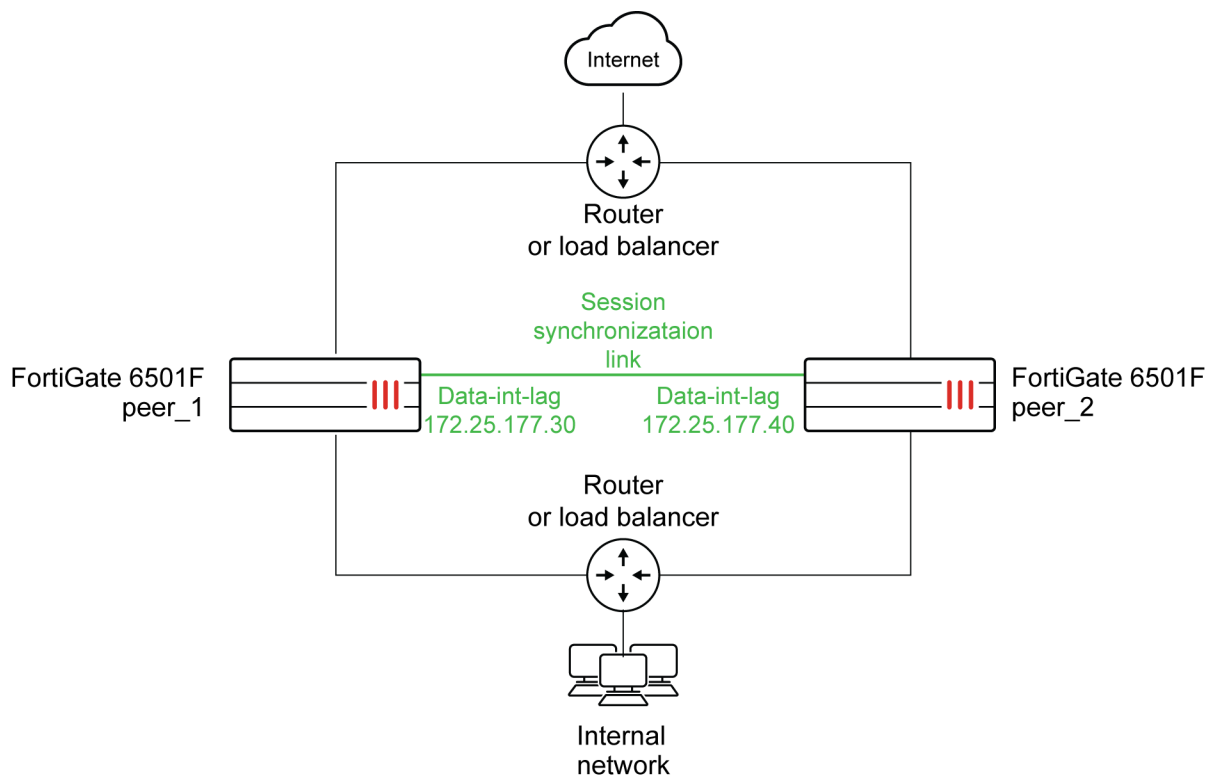 Internet
Router
or load balancer
Session
synchronizataion
link
FortiGate 6501F
peer_1
Data-int-lag
172.25.177.30
Data-int-lag
172.25.177.40
FortiGate 6501F
peer_2
Router
or load balancer
Internal
network